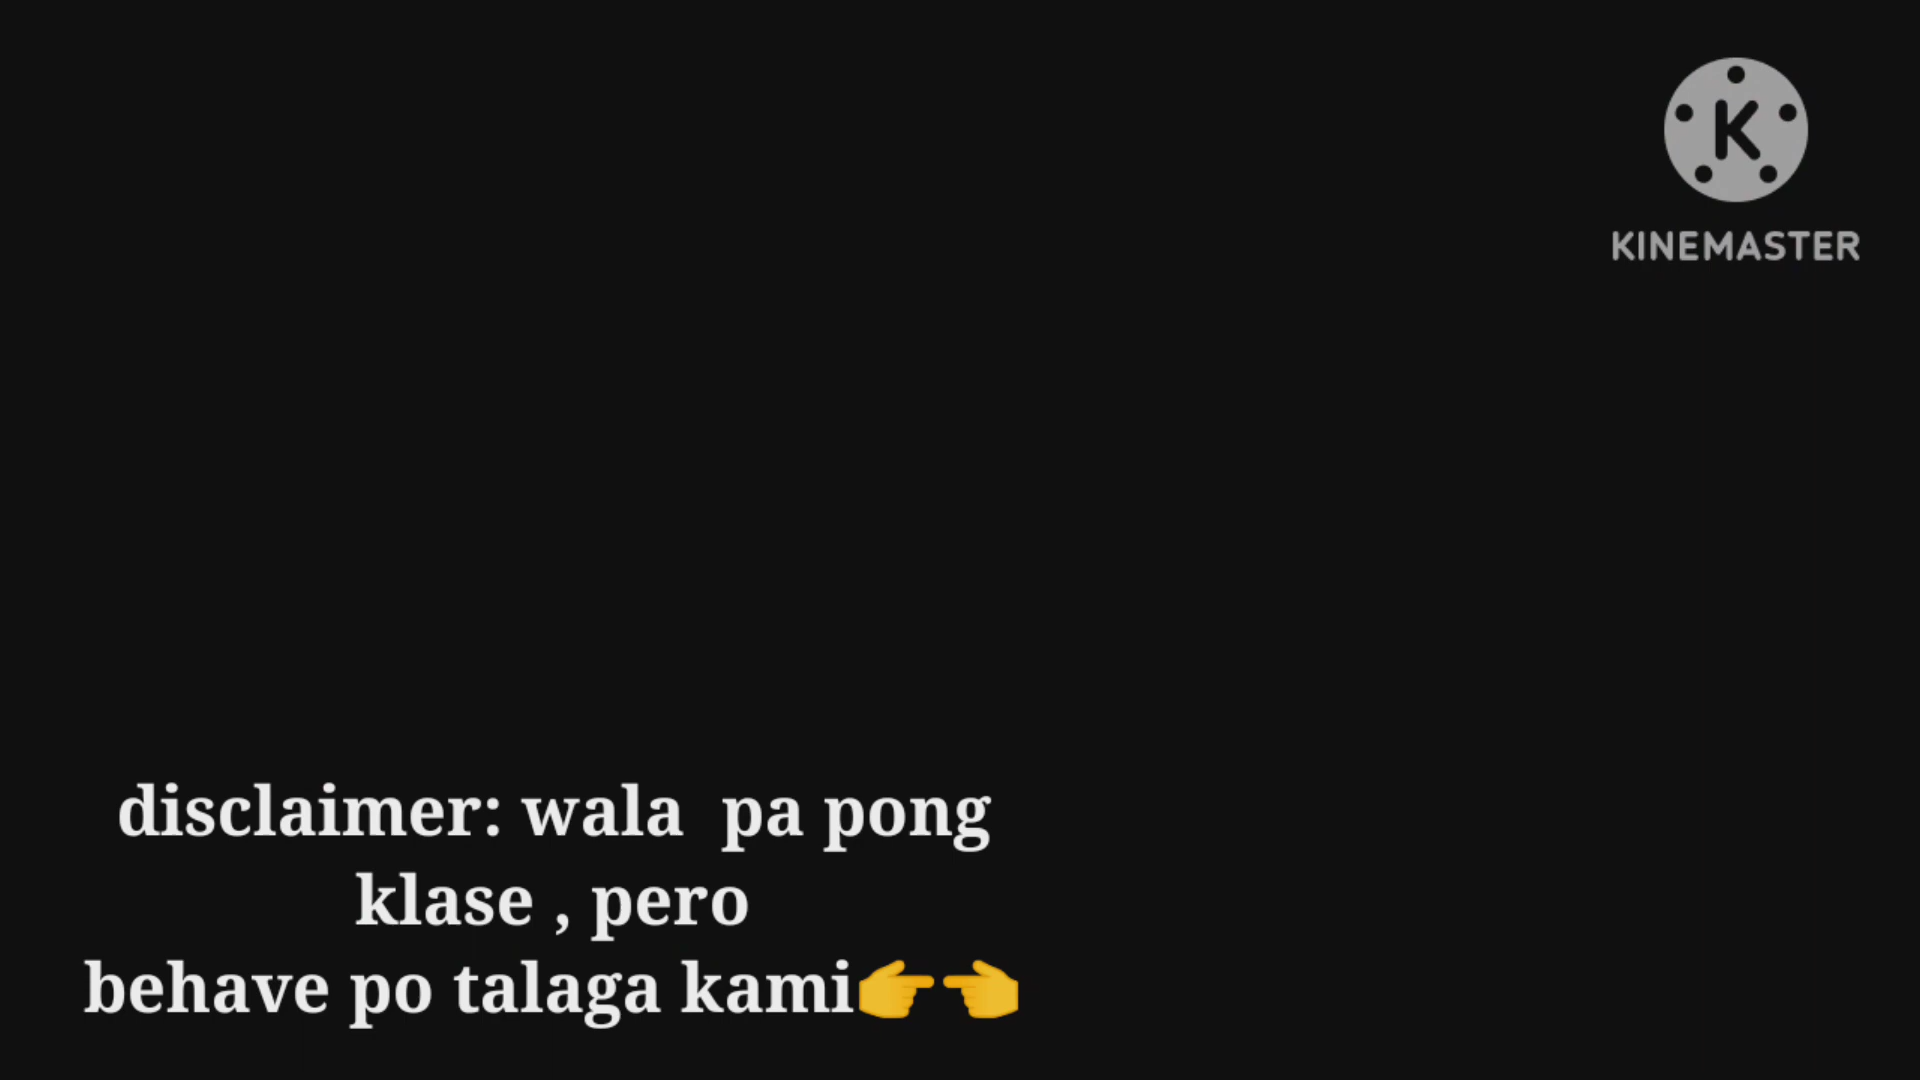 K
KINEMASTER
disclaimer: wala  pa pong
klase , pero
behave po talaga kami👉👈